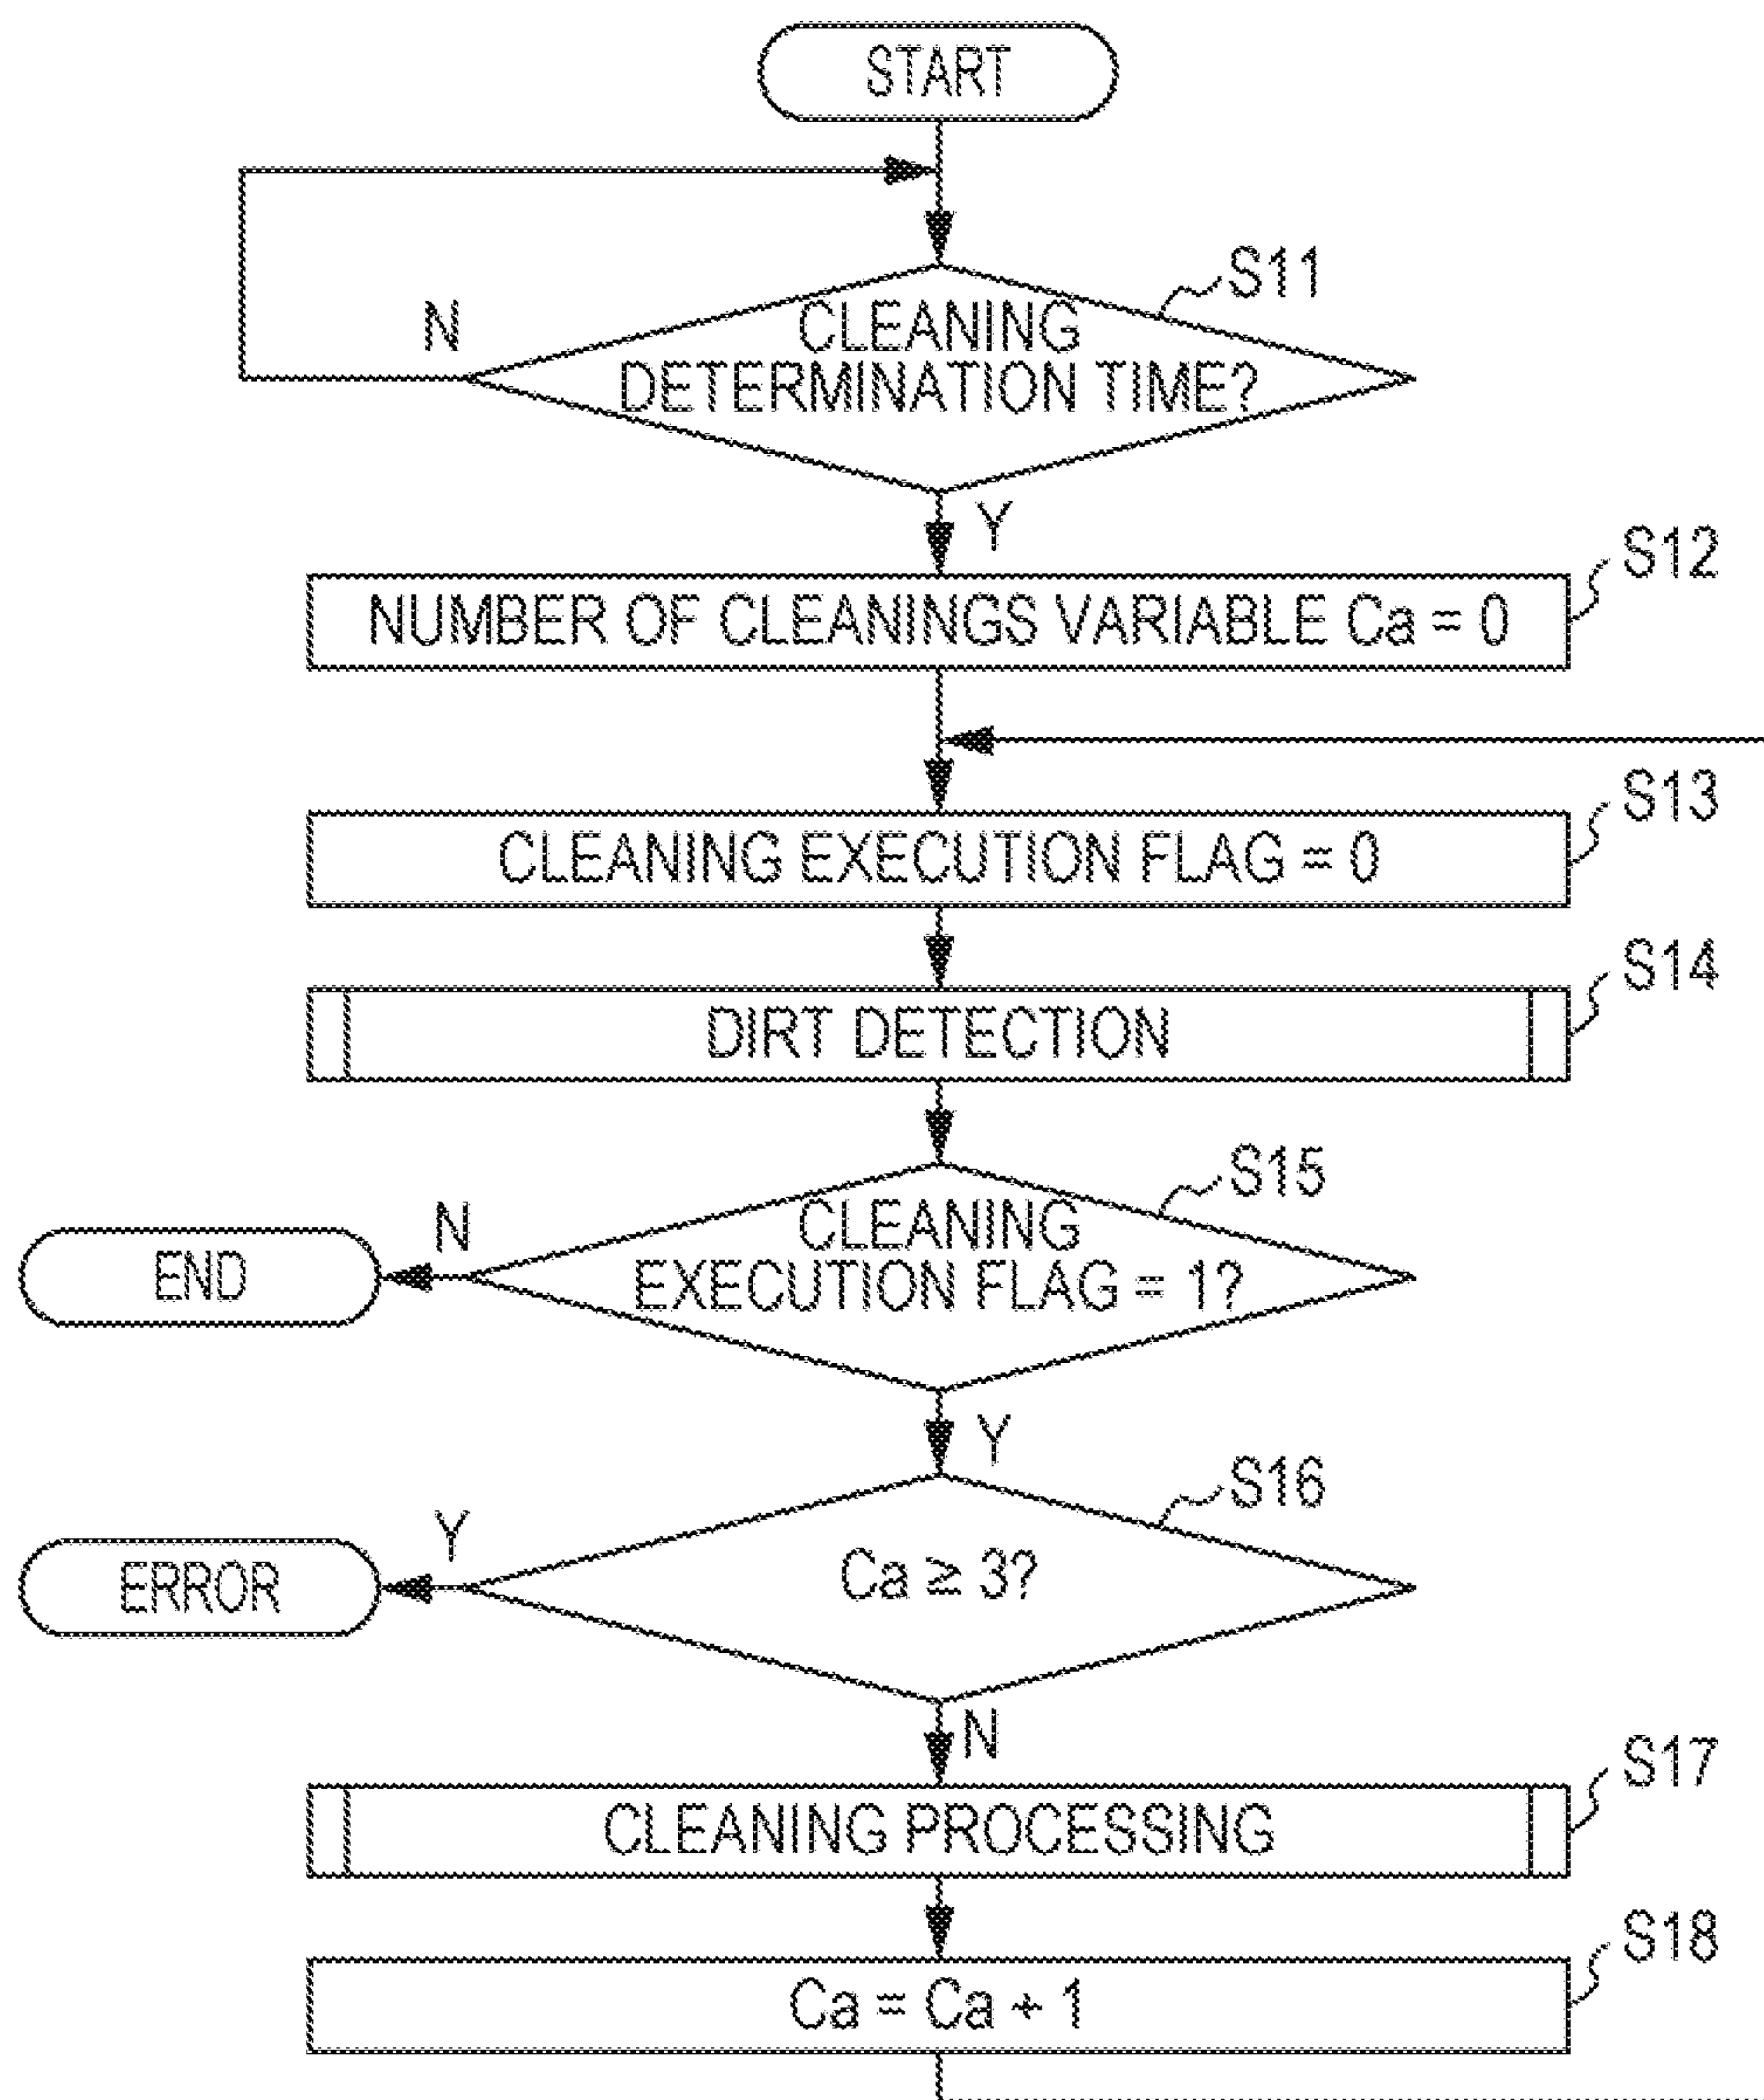 START
S11
N
CLEANING
DETERMINATION TIME?
Y
S12
NUMBER OF CLEANINGS VARIABLE Ca = 0
S13
CLEANING EXECUTION FLAG = 0
S14
DIRT DETECTION
S15
CLEANING
EXECUTION FLAG = 1?
N
END
Y
S16
Ca ≥ 3?
Y
ERROR
N
S17
CLEANING PROCESSING
S18
Ca = Ca + 1